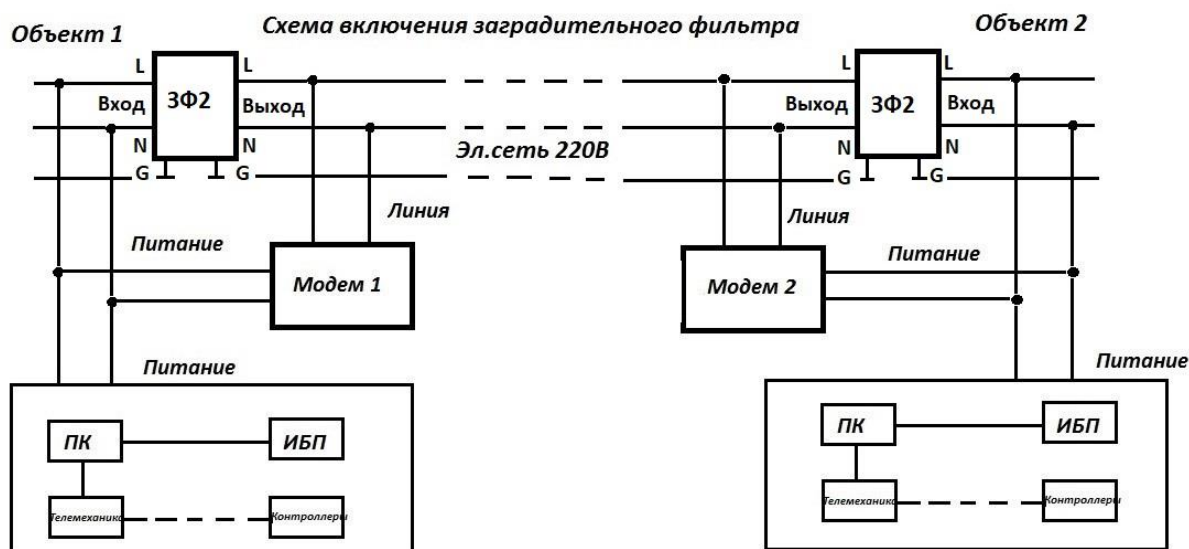 Объект 1
Схема включения заградительного фильтра
Объект 2
L
L
L
L
Вход
ЗФ2
Выход
Выход
ЗФ2
Вход
N
N
N
N
Эл.сеть 220В
G
G
G
G
Линия
Линия
Питание
Питание
Модем 1
Модем 2
Питание
Питание
ПК
ИБП
ПК
ИБП
Телемеханика
Контроллеры
Телемеханика
Контроллеры